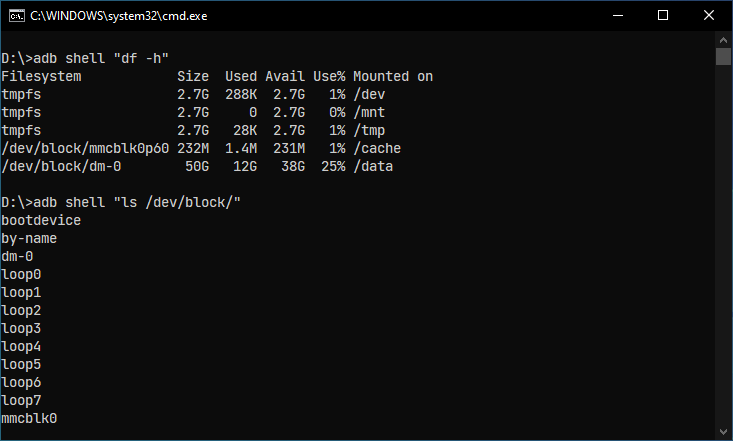 C:\WINDOWS\system32\cmd.exe
D:\>adb shell "df -h"
Filesystem            Size  Used Avail Use% Mounted on
tmpfs                 2.7G  288K  2.7G   1% /dev
tmpfs                 2.7G     0  2.7G   0% /mnt
tmpfs                 2.7G   28K  2.7G   1% /tmp
/dev/block/mmcblk0p60 232M  1.4M  231M   1% /cache
/dev/block/dm-0        50G   12G   38G  25% /data
D:\>adb shell "ls /dev/block/"
bootdevice
by-name
dm-0
loop0
loop1
loop2
loop3
loop4
loop5
loop6
loop7
mmcblk0